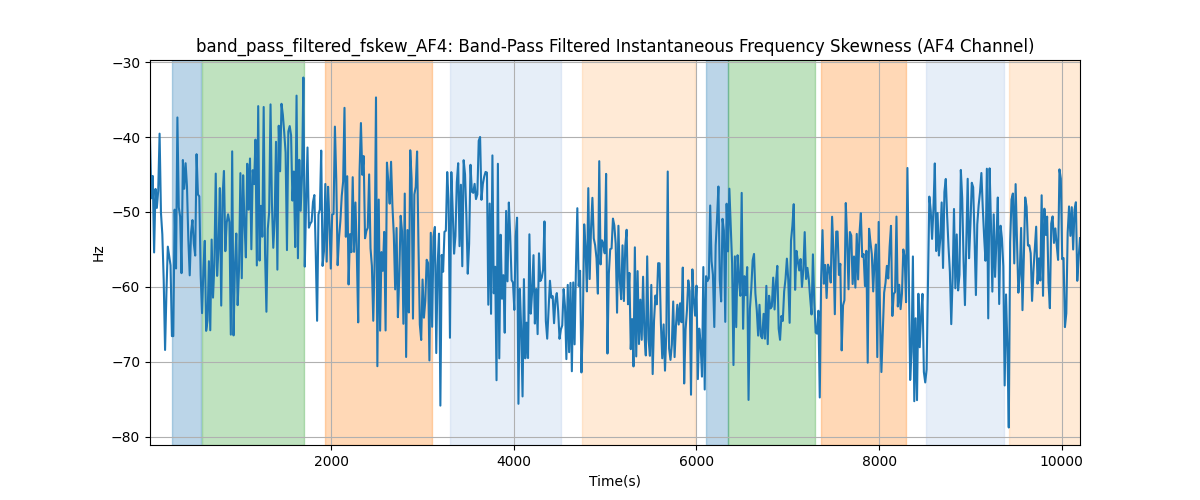 band_pass_filtered_fskew_AF4: Band-Pass Filtered Instantaneous Frequency Skewness (AF4 Channel)
−30
−40
−50
−60
−70
−80
Hz
2000 4000 6000 8000 10000
Time(s)